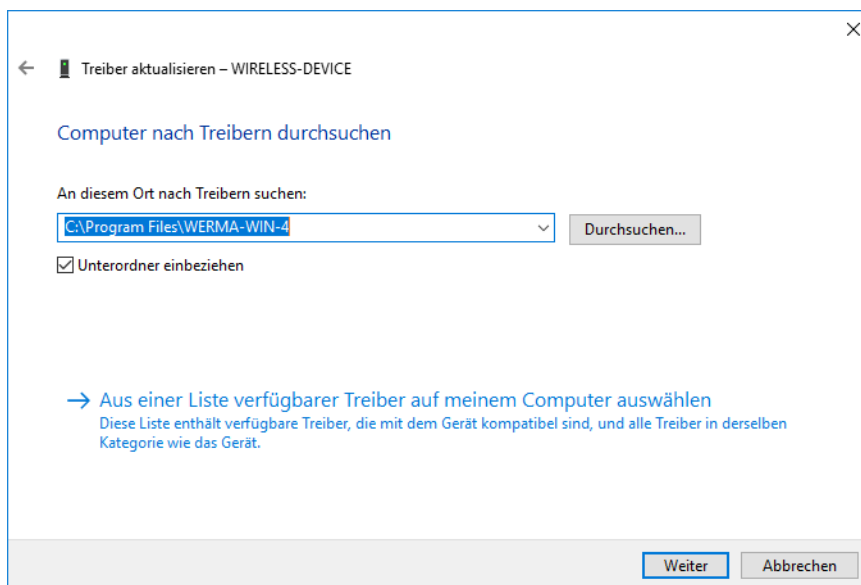 Treiber aktualisieren – WIRELESS-DEVICE
Computer nach Treibern durchsuchen
An diesem Ort nach Treibern suchen:
C:\Program Files\WERMA-WIN-4
Durchsuchen...
Unterordner einbeziehen
Aus einer Liste verfügbarer Treiber auf meinem Computer auswählen
Diese Liste enthält verfügbare Treiber, die mit dem Gerät kompatibel sind, und alle Treiber in derselben
Kategorie wie das Gerät.
Weiter
Abbrechen